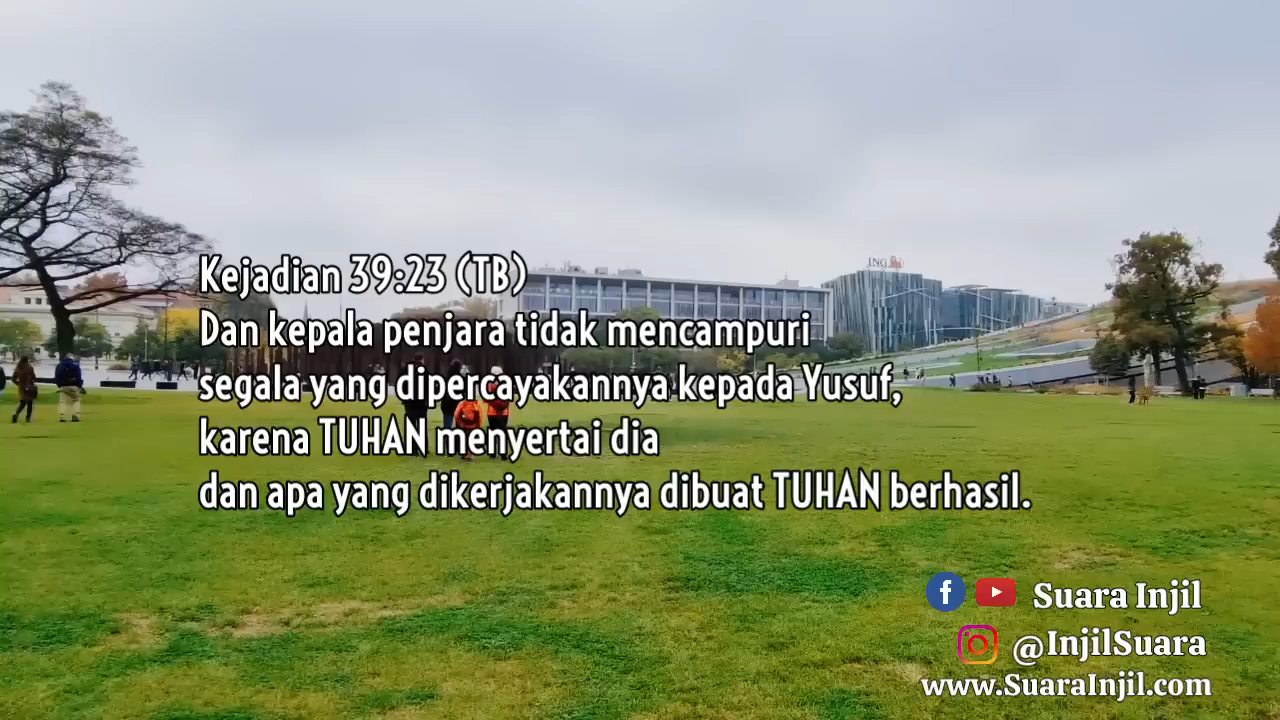 ING
Kejadian 39:23 (TB)
Dan kepala penjara tidak mencampuri
segala yang dipercayakannya kepada Yusuf,
karena TUHAN menyertai dia
dan apa yang dikerjakannya dibuat TUHAN berhasil.
Suara Injil
@InjilSuara
www.SuaraInjil.com